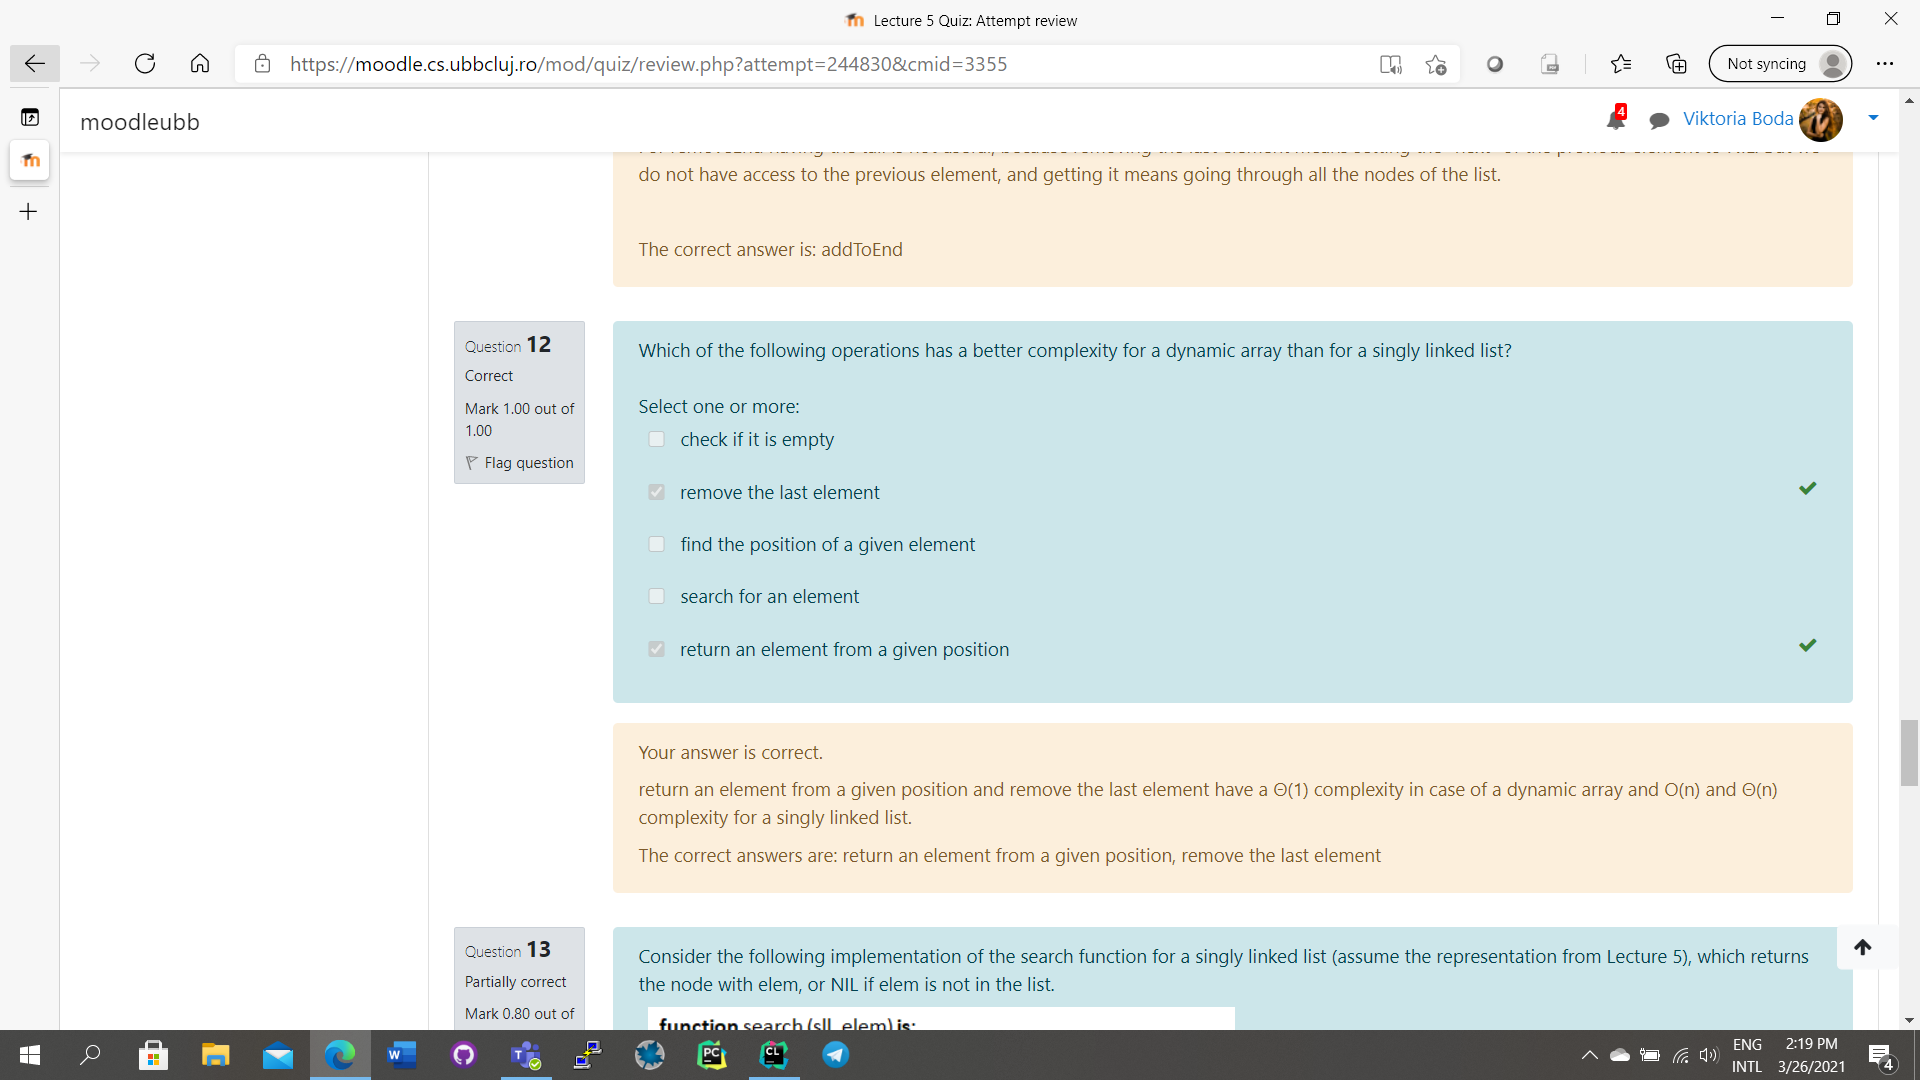 Lecture 5 Quiz: Attempt review
https://moodle.cs.ubbcluj.ro/mod/quiz/review.php?attempt=244830&cmid=3355
Not syncing
moodleubb
4
Viktoria Boda
do not have access to the previous element, and getting it means going through all the nodes of the list.
The correct answer is: addToEnd
Question 12
Correct
Mark 1.00 out of
1.00
Flag question
Which of the following operations has a better complexity for a dynamic array than for a singly linked list?
Select one or more:
check if it is empty
remove the last element
find the position of a given element
search for an element
return an element from a given position
Your answer is correct.
return an element from a given position and remove the last element have a Θ(1) complexity in case of a dynamic array and O(n) and Θ(n)
complexity for a singly linked list.
The correct answers are: return an element from a given position, remove the last element
Question 13
Partially correct
Mark 0.80 out of
Consider the following implementation of the search function for a singly linked list (assume the representation from Lecture 5), which returns
the node with elem, or NIL if elem is not in the list.
function search (sll, elem) is:
ENG
INTL
2:19 PM
3/26/2021
4